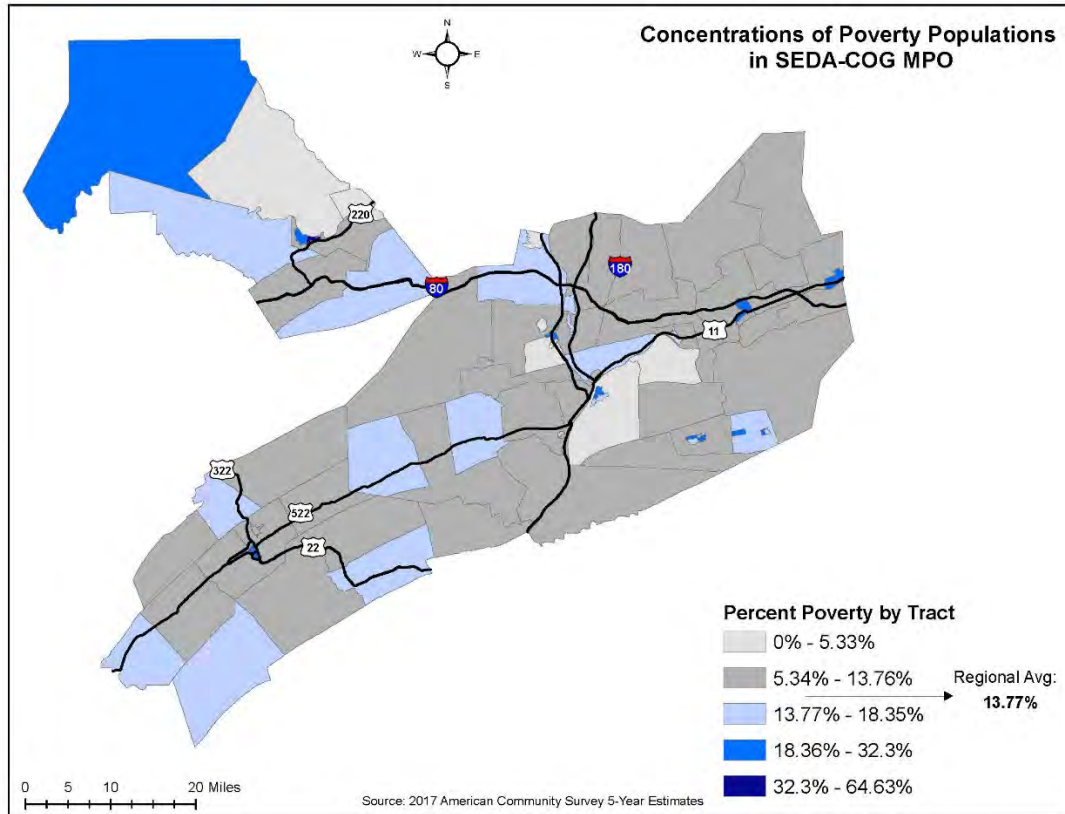 Concentrations of Poverty Populations
in SEDA-COG MPO
N
W
E
S
220
80
180
11
322
522
22
Percent Poverty by Tract
0% - 5.33%
5.34% - 13.76%
Regional Avg:
13.77%
13.77% - 18.35%
18.36% - 32.3%
32.3% - 64.63%
0 5 10 20 Miles
Source: 2017 American Community Survey 5-Year Estimates